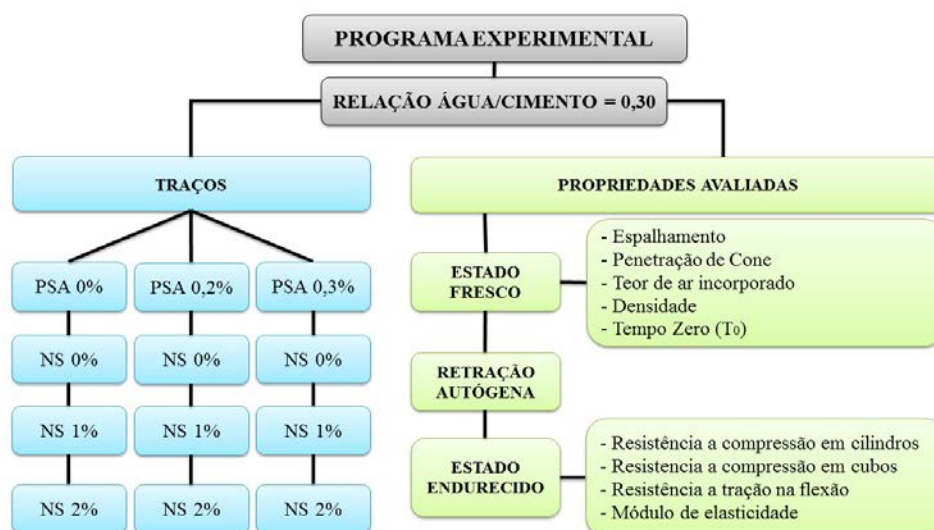 PROGRAMA EXPERIMENTAL
RELAÇÃO ÁGUA/CIMENTO = 0,30
TRAÇOS
PSA 0%
PSA 0,2%
PSA 0,3%
NS 0%
NS 0%
NS 0%
NS 1%
NS 1%
NS 1%
NS 2%
NS 2%
NS 2%
PROPRIEDADES AVALIADAS
ESTADO
FRESCO
- Espalhamento
- Penetração de Cone
- Teor de ar incorporado
- Densidade
- Tempo Zero (T₀)
RETRAÇÃO
AUTÓGENA
ESTADO
ENDURECIDO
- Resistência a compressão em cilindros
- Resistencia a compressão em cubos
- Resistência a tração na flexão
- Módulo de elasticidade